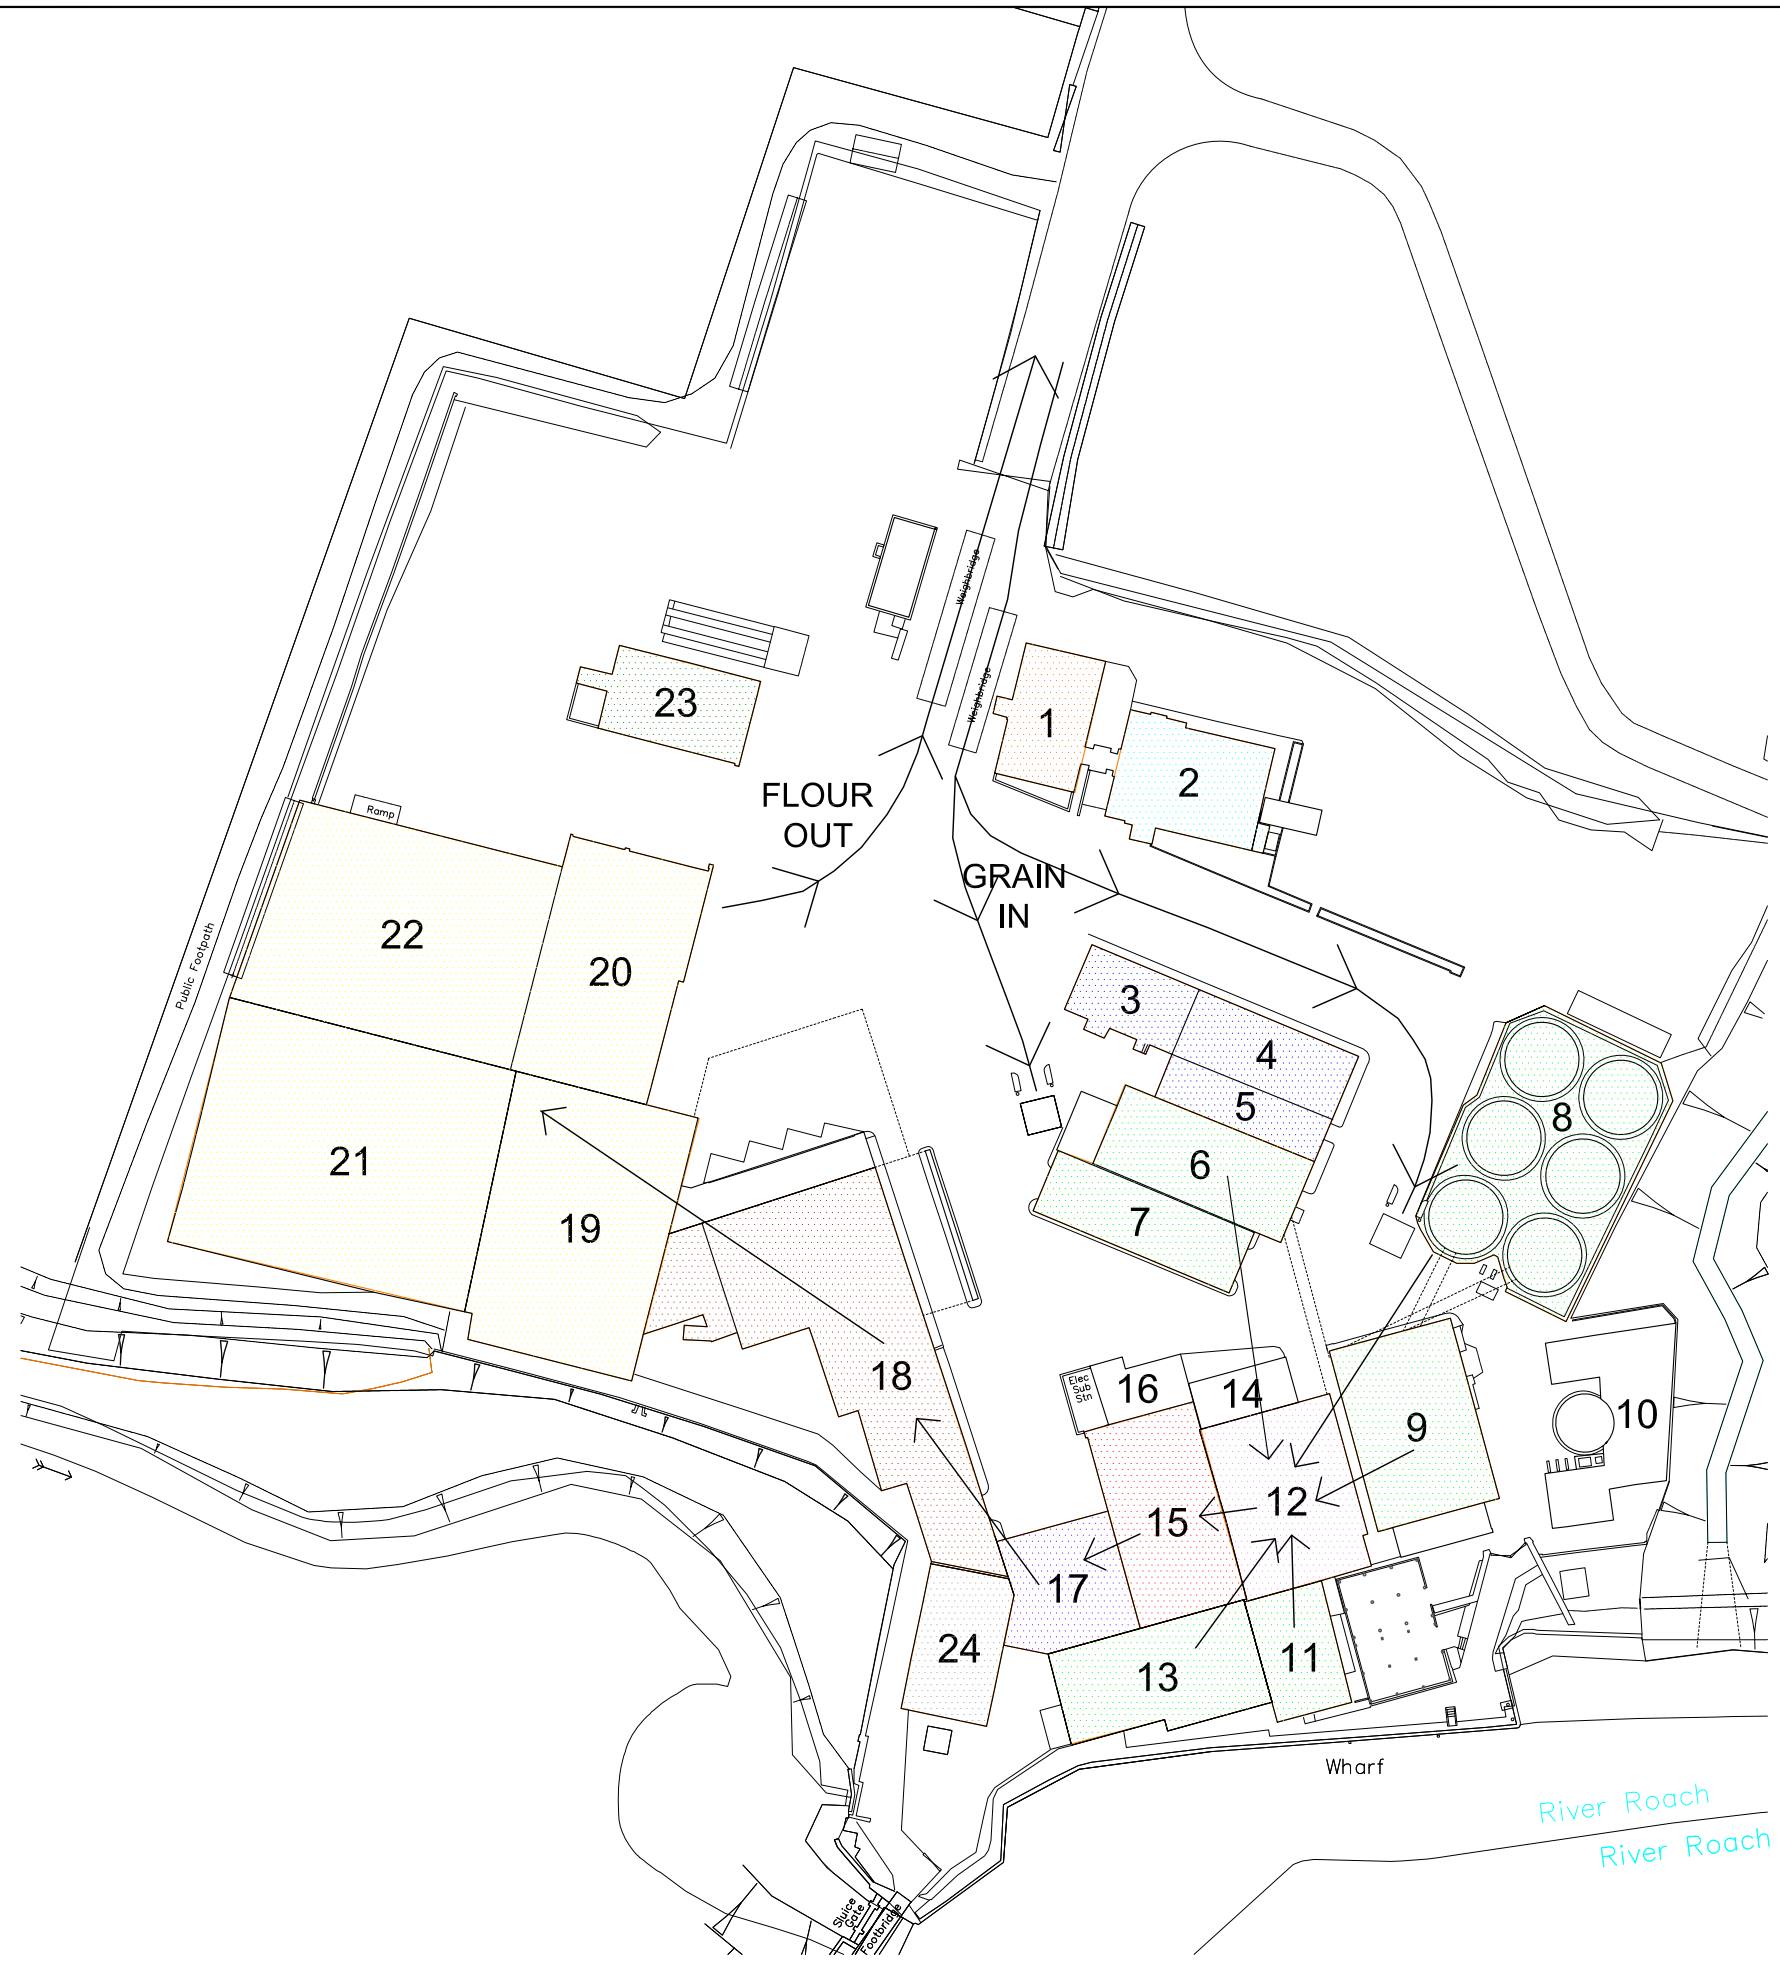 Weighbridge
Weighbridge
23
1
2
FLOUR
OUT
Ramp
GRAIN
IN
22
20
3
Public Footpath
4
5
8
6
7
21
19
18
Elec
Sub
Stn
16
14
9
10
12
15
17
24
13
11
Wharf
River Roach
River Roach
Sluice
Gate
Footbridge